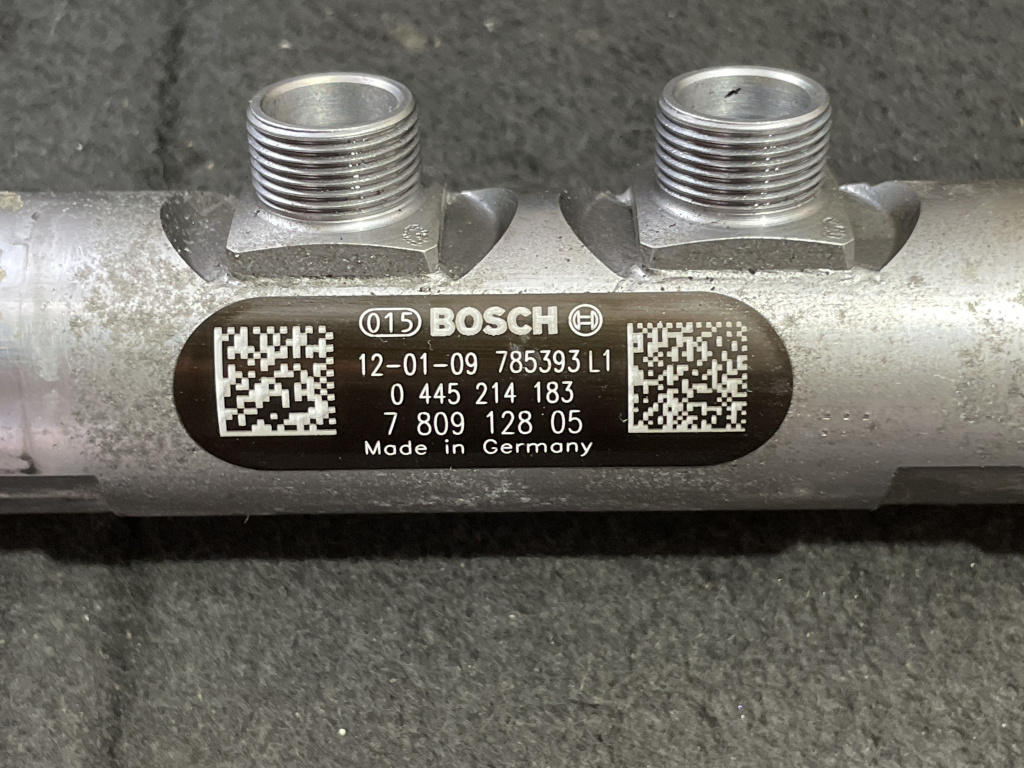 015 BOSCH
12-01-09 785393 L1
0 445 214 183
7 809 128 05
Made in Germany